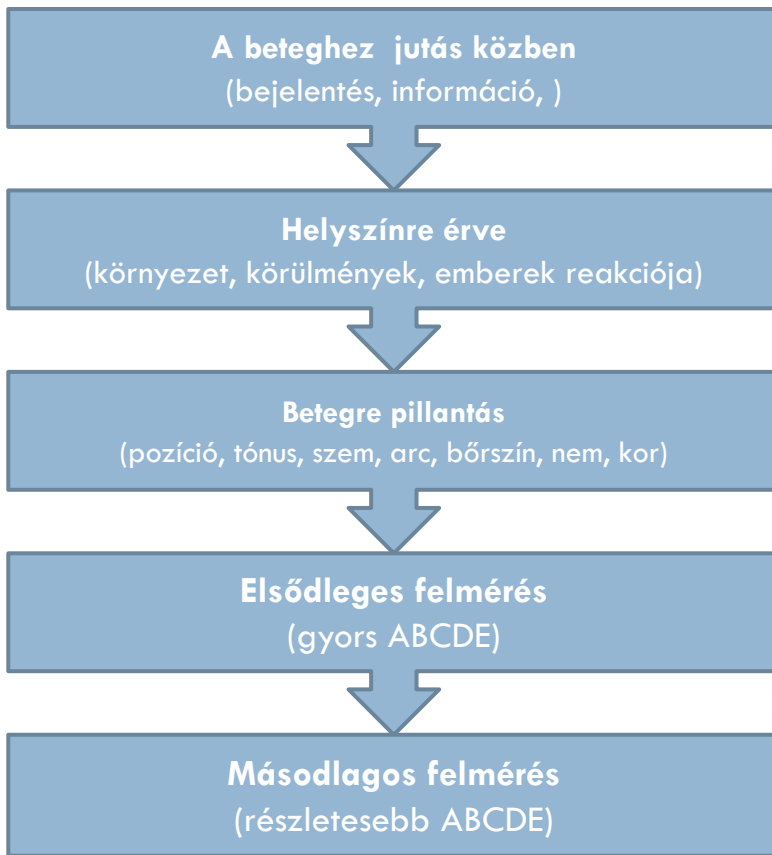 A beteghez jutás közben
(bejelentés, információ, )
Helyszínre érve
(környezet, körülmények, emberek reakciója)
Betegre pillantás
(pozíció, tónus, szem, arc, bőrszín, nem, kor)
Elsődleges felmérés
(gyors ABCDE)
Másodlagos felmérés
(részletesebb ABCDE)